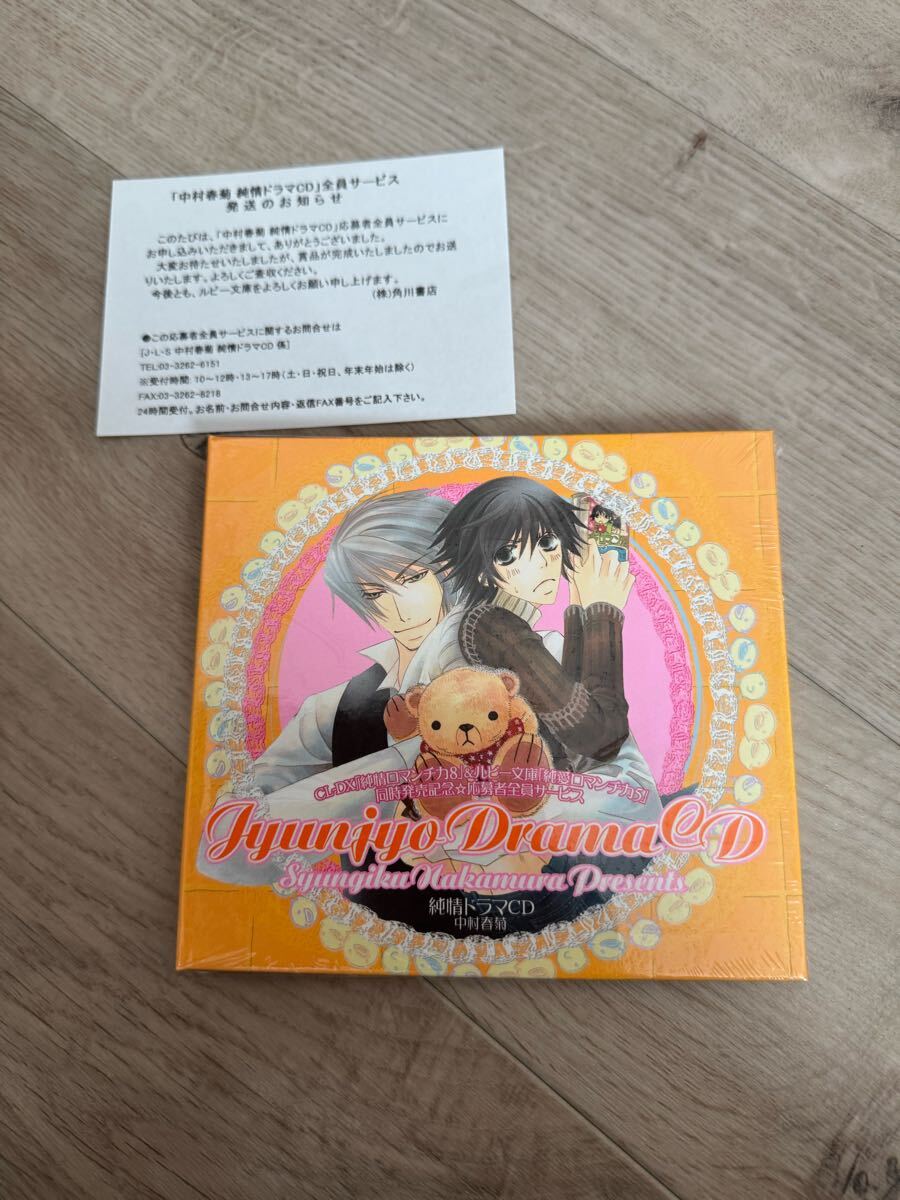 「中村春菊 純情ドラマCD」全員サービス
発送のお知らせ
このたびは、「中村春菊 純情ドラマCD」応募者全員サービスに
お申し込みいただきまして、ありがとうございました。
大変お待たせいたしましたが、賞品が完成いたしましたのでお送
りいたします。よろしくご査収ください。
今後とも、ルビー文庫をよろしくお願い申し上げます。
(株)角川書店
●この応募者全員サービスに関するお問合せは
[J・L・S 中村春菊 純情ドラマCD 係]
TEL:03-3262-6151
※受付時間: 10〜12時・13〜17時(土・日・祝日、年末年始は除く)
FAX:03-3262-8218
24時間受付。お名前・お問合せ内容・返信FAX番号をご記入下さい。
CL-DX「純情ロマンチカ8」&ルビー文庫「純愛ロマンチカ5」
同時発売記念☆応募者全員サービス
Jyunjyo Drama CD
Syungiku Nakamura Presents
純情ドラマCD
中村春菊